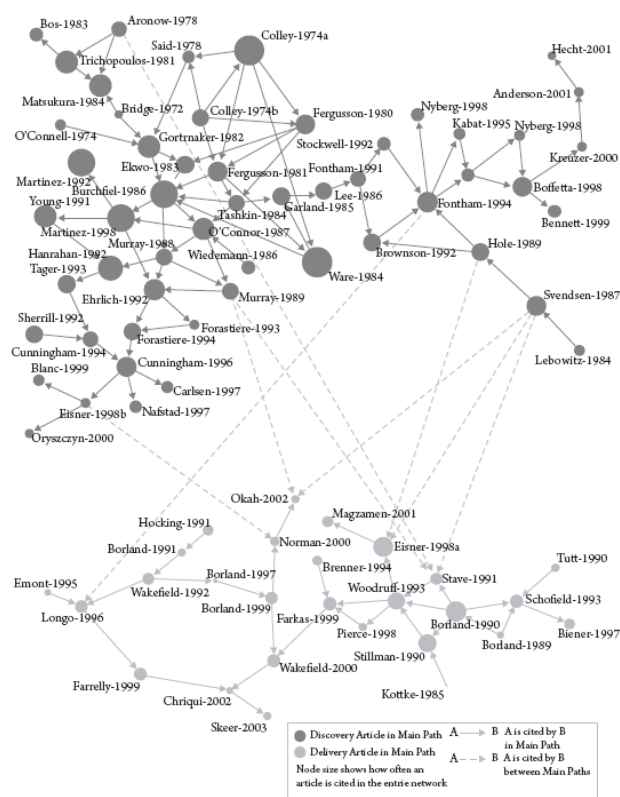 Bos-1983
Aronow-1978
Said-1978
Colley-1974a
Trichopoulos-1981
Hecht-2001
Matsukura-1984
Anderson-2001
Bridge-1972
Colley-1974b
Fergusson-1980
Nyberg-1998
Kabat-1995
Nyberg-1998
O'Connell-1974
Gortrnaker-1982
Stockwell-1992
Kreuzer-2000
Ekwo-1983
Fergusson-1981
Fontham-1991
Martinez-1992
Burchfiel-1986
Boffetta-1998
Young-1991
Tashkin-1984
Garland-1985
Lee-1986
Fontham-1994
Bennett-1999
Martinez-1998
O'Connor-1987
Murray-1988
Wiedemann-1986
Brownson-1992
Hole-1989
Hanrahan-1992
Tager-1993
Ware-1984
Ehrlich-1992
Murray-1989
Svendsen-1987
Sherrill-1992
Forastiere-1993
Forastiere-1994
Cunningham-1994
Lebowitz-1984
Blanc-1999
Cunningham-1996
Carlsen-1997
Eisner-1998b
Nafstad-1997
Oryszczyn-2000
Okah-2002
Magzamen-2001
Hocking-1991
Norman-2000
Eisner-1998a
Borland-1991
Brenner-1994
Tutt-1990
Emont-1995
Wakefield-1992
Borland-1997
Woodruff-1993
Stave-1991
Schofield-1993
Longo-1996
Borland-1999
Farkas-1999
Pierce-1998
Borland-1990
Borland-1989
Biener-1997
Stillman-1990
Wakefield-2000
Farrelly-1999
Kottke-1985
Chriqui-2002
Skeer-2003
Discovery Article in Main Path
Delivery Article in Main Path
Node size shows how often an
article is cited in the entrie network
A B A is cited by B
in Main Path
A B A is cited by B
between Main Paths